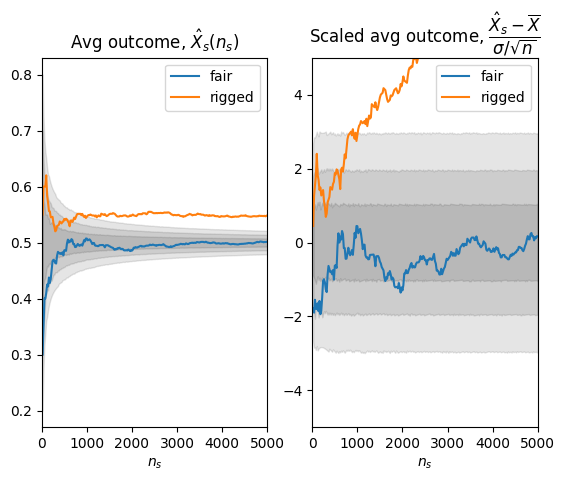 Avg outcome, $\hat{X}_s(n_s)$
0.8
0.7
0.6
0.5
0.4
0.3
0.2
0 1000 2000 3000 4000 5000
$n_s$
fair
rigged
Scaled avg outcome, $\dfrac{\hat{X}_s - \overline{X}}{\sigma/\sqrt{n}}$
4
2
0
−2
−4
0 1000 2000 3000 4000 5000
$n_s$
fair
rigged